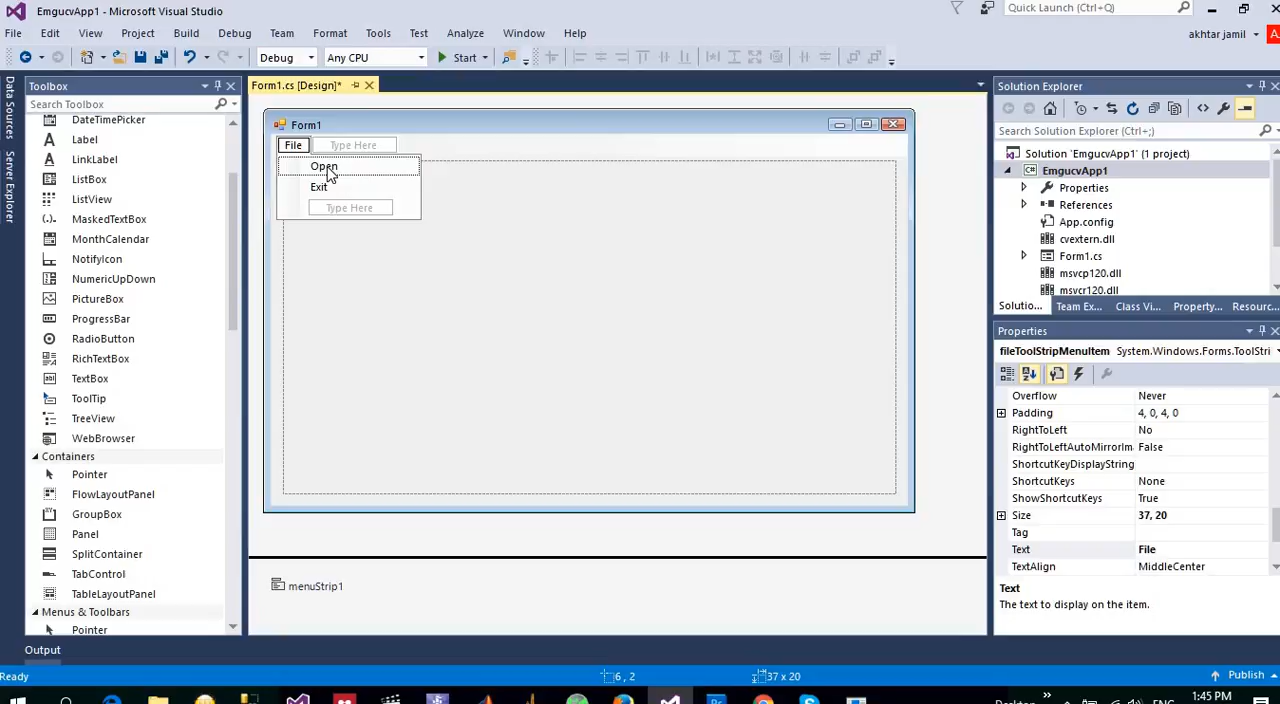 EmgucvApp1 - Microsoft Visual Studio
Quick Launch (Ctrl+Q)
File Edit View Project Build Debug Team Format Tools Test Analyze Window Help
akhtar jamil
Debug Any CPU Start
Data Sources
Server Explorer
Toolbox
Search Toolbox
DateTimePicker
Label
LinkLabel
ListBox
ListView
MaskedTextBox
MonthCalendar
NotifyIcon
NumericUpDown
PictureBox
ProgressBar
RadioButton
RichTextBox
TextBox
ToolTip
TreeView
WebBrowser
Containers
Pointer
FlowLayoutPanel
GroupBox
Panel
SplitContainer
TabControl
TableLayoutPanel
Menus & Toolbars
Pointer
Form1.cs [Design]*
Form1
File Type Here
Open
Exit
Type Here
menuStrip1
Solution Explorer
Search Solution Explorer (Ctrl+;)
Solution 'EmgucvApp1' (1 project)
EmgucvApp1
Properties
References
App.config
cvextern.dll
Form1.cs
msvcp120.dll
msvcr120.dll
Solutio... Team Ex... Class Vi... Property... Resourc...
Properties
fileToolStripMenuItem System.Windows.Forms.ToolStri
Overflow Never
Padding 4, 0, 4, 0
RightToLeft No
RightToLeftAutoMirrorIm False
ShortcutKeyDisplayString
ShortcutKeys None
ShowShortcutKeys True
Size 37, 20
Tag
Text File
TextAlign MiddleCenter
Text
The text to display on the item.
Output
Ready 6 , 2 37 x 20 Publish
1:45 PM